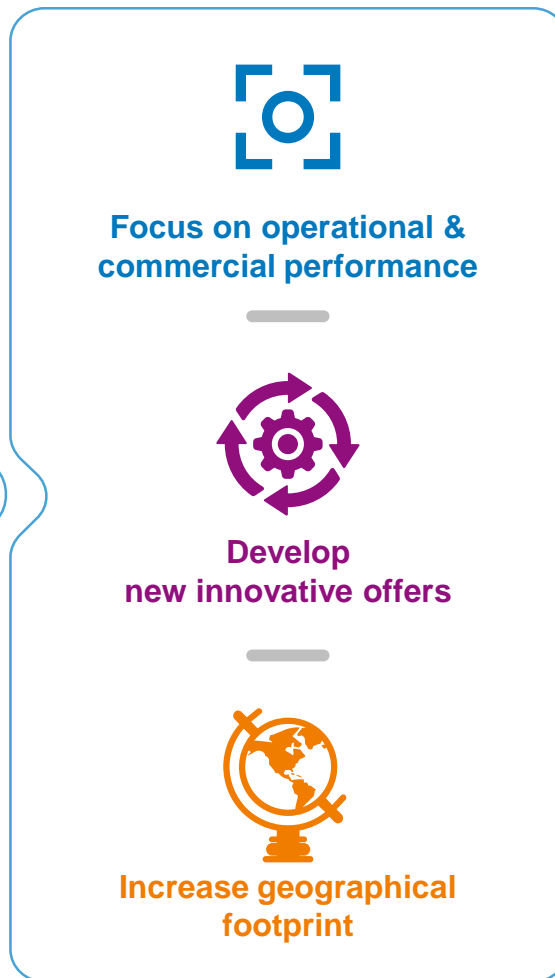 Focus on operational &
commercial performance
Develop
new innovative offers
Increase geographical
footprint